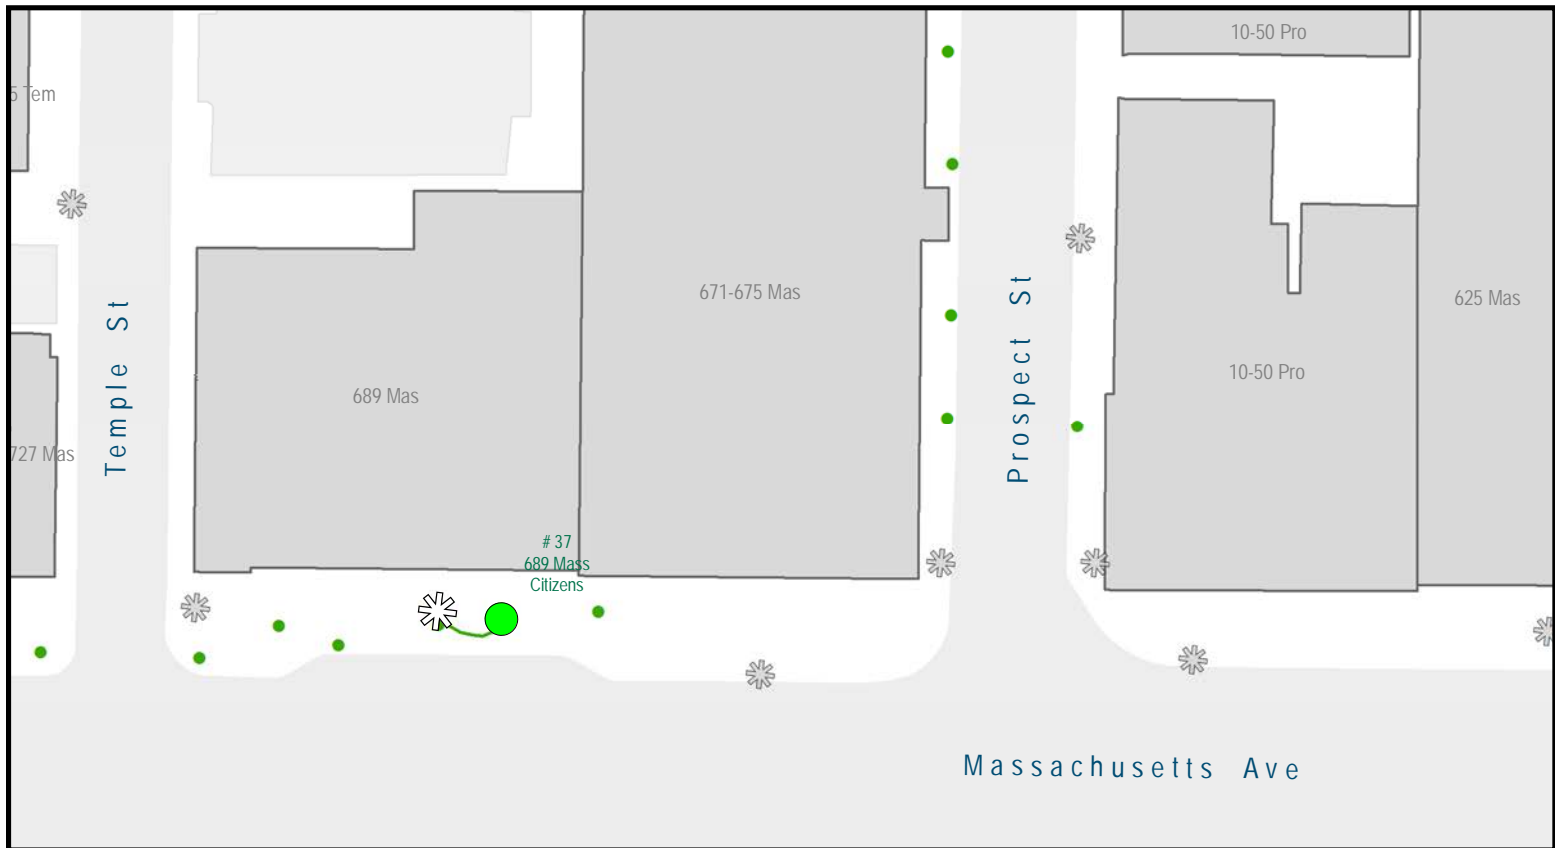 10-50 Pro
5 Tem
671-675 Mas
625 Mas
10-50 Pro
689 Mas
727 Mas
Temple St
Prospect St
# 37
689 Mass
Citizens
Massachusetts Ave